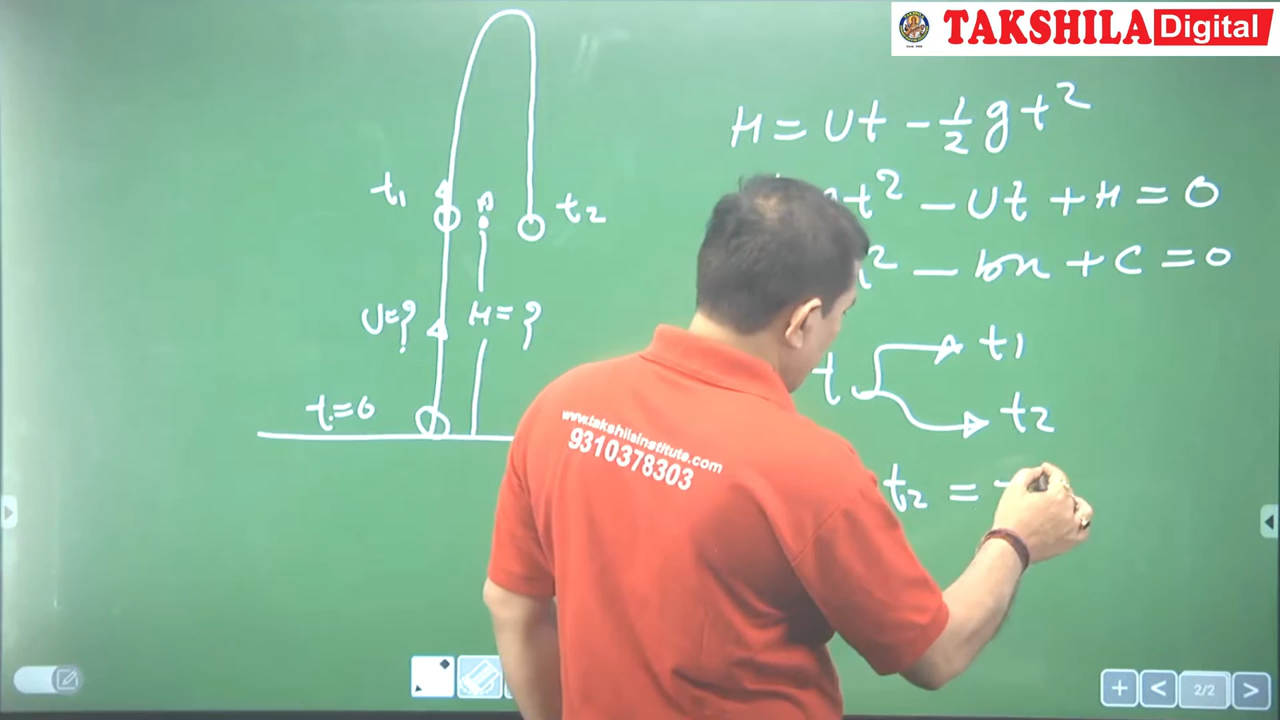 TAKSHILA Digital
H = Ut - 1/2 gt²
t² - Ut + H = 0
² - bx + C = 0
t₁
t₂
t₁
t
t₂
U=?
H=?
t=0
t₂ =
www.takshilainstitute.com
9310378303
2/2